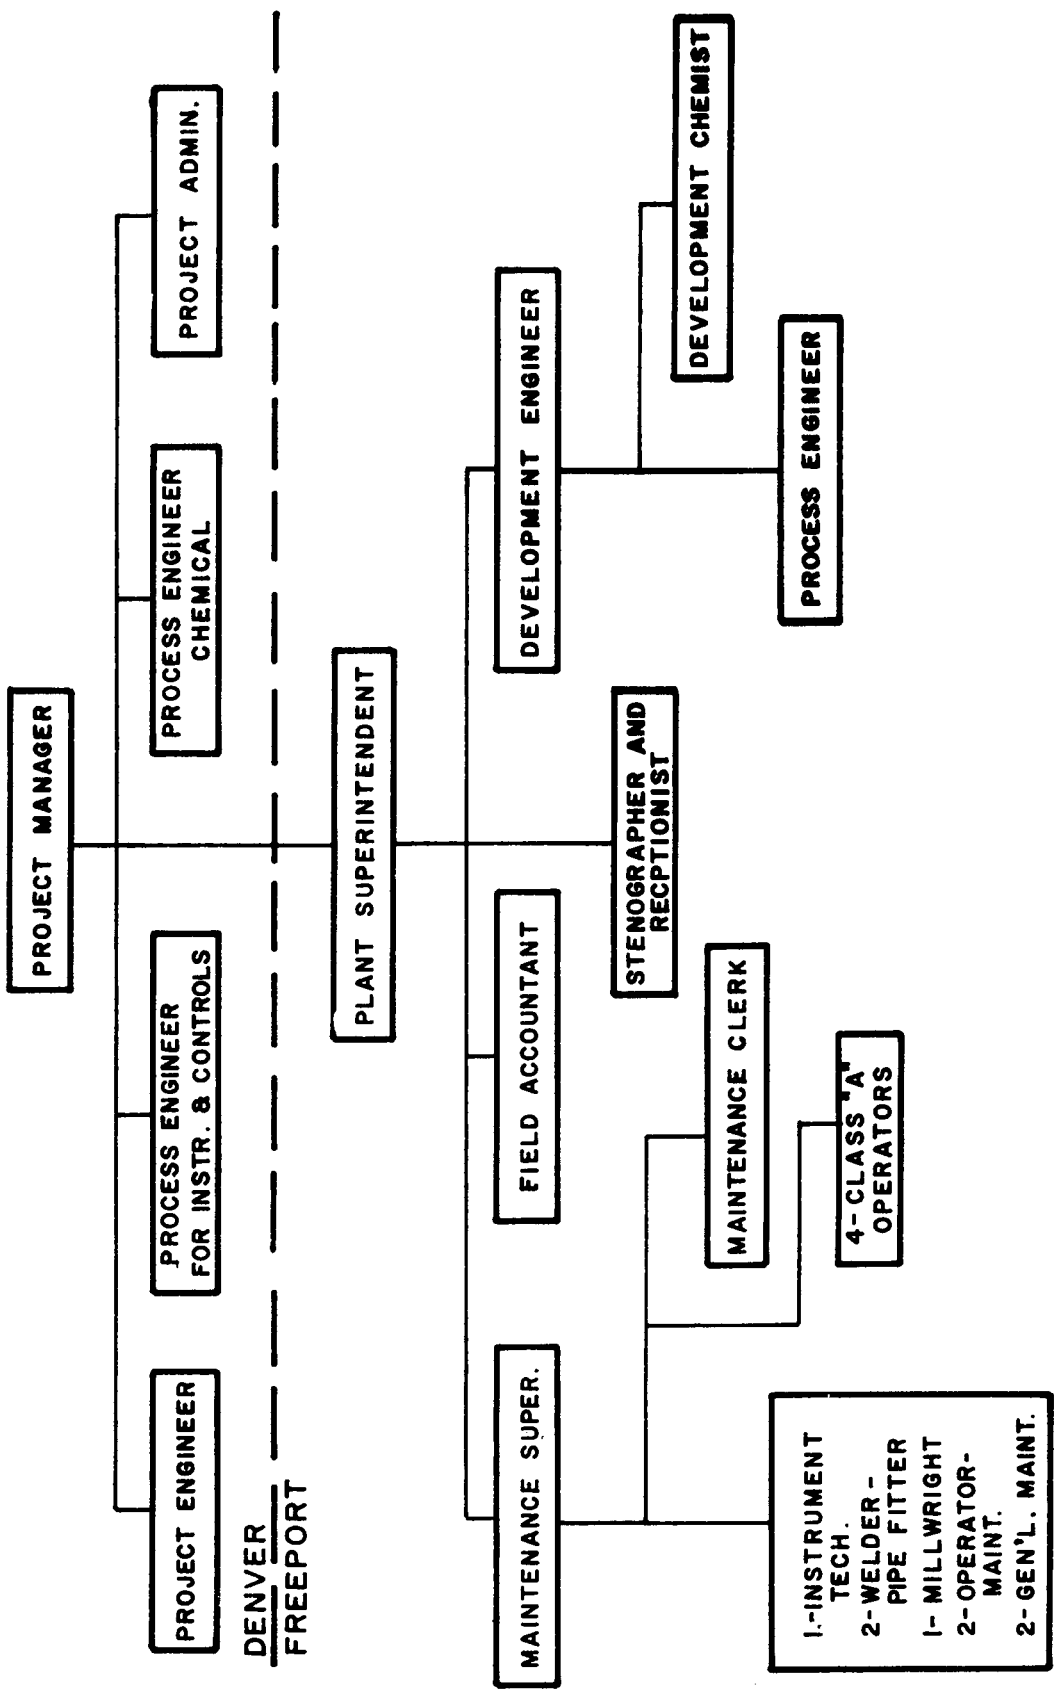 PROJECT MANAGER
PROJECT ENGINEER
PROCESS ENGINEER
FOR INSTR. & CONTROLS
PROCESS ENGINEER
CHEMICAL
PROJECT ADMIN.
DENVER
FREEPORT
PLANT SUPERINTENDENT
MAINTENANCE SUPER.
FIELD ACCOUNTANT
DEVELOPMENT ENGINEER
STENOGRAPHER AND
RECPTIONIST
DEVELOPMENT CHEMIST
MAINTENANCE CLERK
PROCESS ENGINEER
1.-INSTRUMENT
TECH.
2-WELDER-
PIPE FITTER
1- MILLWRIGHT
2-OPERATOR-
MAINT.
2-GEN'L. MAINT.
4-CLASS "A"
OPERATORS